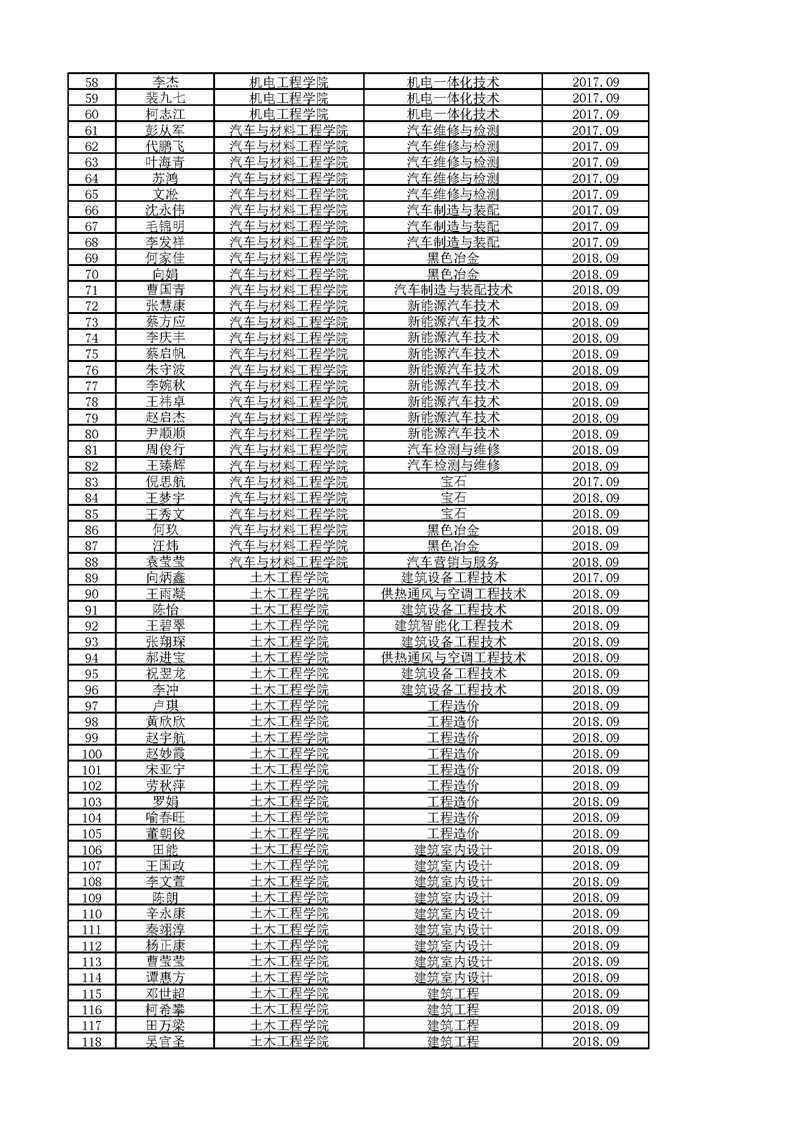 58 李杰 机电工程学院 机电一体化技术 2017.09
59 裴九七 机电工程学院 机电一体化技术 2017.09
60 柯志江 机电工程学院 机电一体化技术 2017.09
61 彭从军 汽车与材料工程学院 汽车维修与检测 2017.09
62 代鹏飞 汽车与材料工程学院 汽车维修与检测 2017.09
63 叶海青 汽车与材料工程学院 汽车维修与检测 2017.09
64 苏鸿 汽车与材料工程学院 汽车维修与检测 2017.09
65 文凇 汽车与材料工程学院 汽车维修与检测 2017.09
66 沈永伟 汽车与材料工程学院 汽车制造与装配 2017.09
67 毛锦明 汽车与材料工程学院 汽车制造与装配 2017.09
68 李发祥 汽车与材料工程学院 汽车制造与装配 2017.09
69 何家佳 汽车与材料工程学院 黑色冶金 2018.09
70 向娟 汽车与材料工程学院 黑色冶金 2018.09
71 曹国青 汽车与材料工程学院 汽车制造与装配技术 2018.09
72 张慧康 汽车与材料工程学院 新能源汽车技术 2018.09
73 蔡方应 汽车与材料工程学院 新能源汽车技术 2018.09
74 李庆丰 汽车与材料工程学院 新能源汽车技术 2018.09
75 蔡启帆 汽车与材料工程学院 新能源汽车技术 2018.09
76 朱守波 汽车与材料工程学院 新能源汽车技术 2018.09
77 李婉秋 汽车与材料工程学院 新能源汽车技术 2018.09
78 王祎卓 汽车与材料工程学院 新能源汽车技术 2018.09
79 赵启杰 汽车与材料工程学院 新能源汽车技术 2018.09
80 尹顺顺 汽车与材料工程学院 新能源汽车技术 2018.09
81 周俊行 汽车与材料工程学院 汽车检测与维修 2018.09
82 王臻辉 汽车与材料工程学院 汽车检测与维修 2018.09
83 倪思航 汽车与材料工程学院 宝石 2017.09
84 王梦宇 汽车与材料工程学院 宝石 2018.09
85 王秀文 汽车与材料工程学院 宝石 2018.09
86 何玖 汽车与材料工程学院 黑色冶金 2018.09
87 汪炜 汽车与材料工程学院 黑色冶金 2018.09
88 袁莹莹 汽车与材料工程学院 汽车营销与服务 2018.09
89 向炳鑫 土木工程学院 建筑设备工程技术 2017.09
90 王雨凝 土木工程学院 供热通风与空调工程技术 2018.09
91 陈怡 土木工程学院 建筑设备工程技术 2018.09
92 王碧翠 土木工程学院 建筑智能化工程技术 2018.09
93 张翔琛 土木工程学院 建筑设备工程技术 2018.09
94 郝进宝 土木工程学院 供热通风与空调工程技术 2018.09
95 祝翌龙 土木工程学院 建筑设备工程技术 2018.09
96 李冲 土木工程学院 建筑设备工程技术 2018.09
97 卢琪 土木工程学院 工程造价 2018.09
98 黄欣欣 土木工程学院 工程造价 2018.09
99 赵宇航 土木工程学院 工程造价 2018.09
100 赵妙霞 土木工程学院 工程造价 2018.09
101 宋亚宁 土木工程学院 工程造价 2018.09
102 劳秋萍 土木工程学院 工程造价 2018.09
103 罗娟 土木工程学院 工程造价 2018.09
104 喻春旺 土木工程学院 工程造价 2018.09
105 董朝俊 土木工程学院 工程造价 2018.09
106 田能 土木工程学院 建筑室内设计 2018.09
107 王国政 土木工程学院 建筑室内设计 2018.09
108 李文萱 土木工程学院 建筑室内设计 2018.09
109 陈朗 土木工程学院 建筑室内设计 2018.09
110 辛永康 土木工程学院 建筑室内设计 2018.09
111 秦翊淳 土木工程学院 建筑室内设计 2018.09
112 杨正康 土木工程学院 建筑室内设计 2018.09
113 曹莹莹 土木工程学院 建筑室内设计 2018.09
114 谭惠方 土木工程学院 建筑室内设计 2018.09
115 邓世超 土木工程学院 建筑工程 2018.09
116 柯希攀 土木工程学院 建筑工程 2018.09
117 田万梁 土木工程学院 建筑工程 2018.09
118 吴官圣 土木工程学院 建筑工程 2018.09